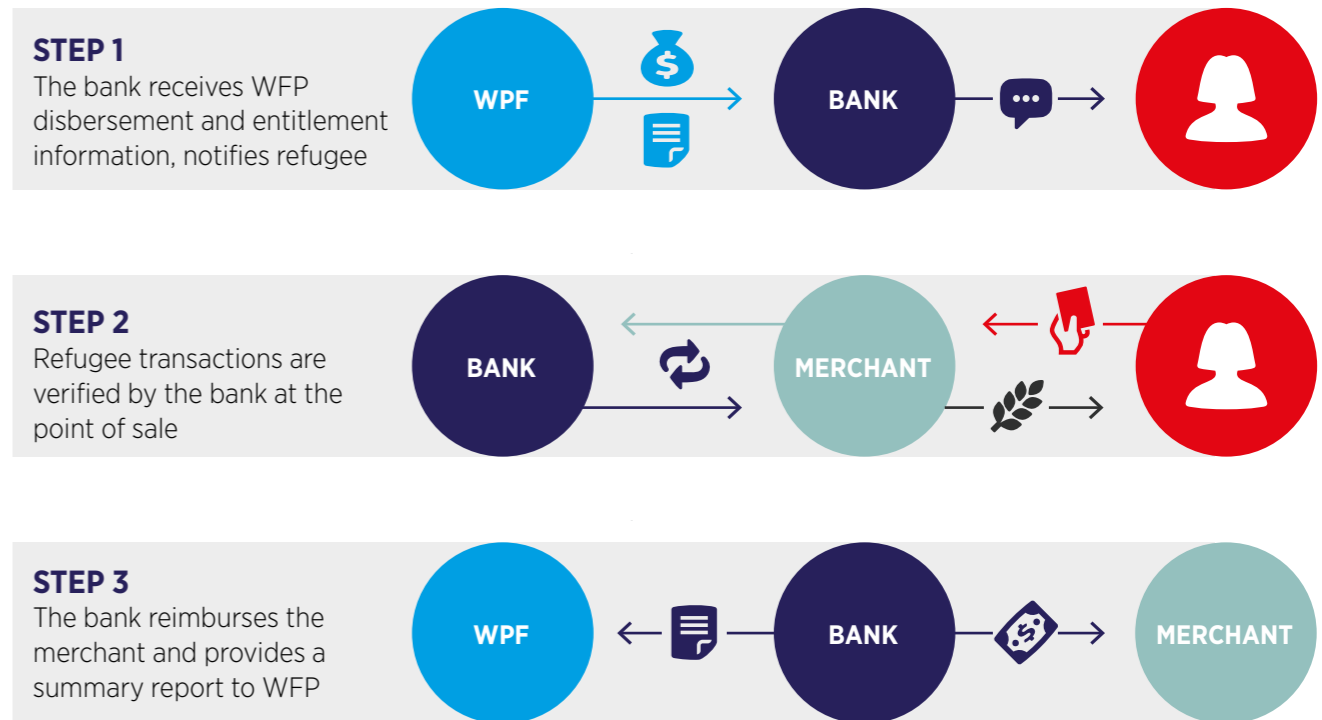 STEP 1
The bank receives WFP
disbersement and entitlement
information, notifies refugee
WPF
$
BANK
STEP 2
Refugee transactions are
verified by the bank at the
point of sale
BANK
MERCHANT
STEP 3
The bank reimburses the
merchant and provides a
summary report to WFP
WPF
BANK
$
MERCHANT